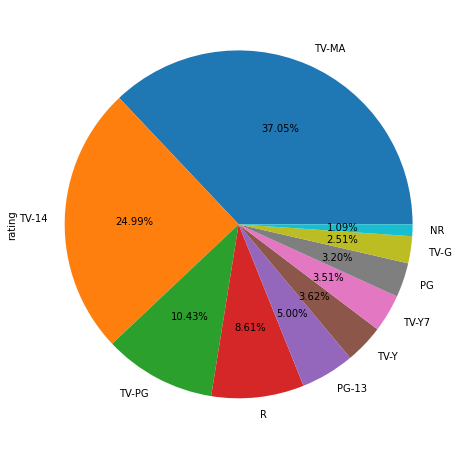 TV-MA
37.05%
TV-14
24.99%
rating
TV-PG
10.43%
R
8.61%
PG-13
5.00%
TV-Y
3.62%
TV-Y7
3.51%
PG
3.20%
TV-G
2.51%
NR
1.09%